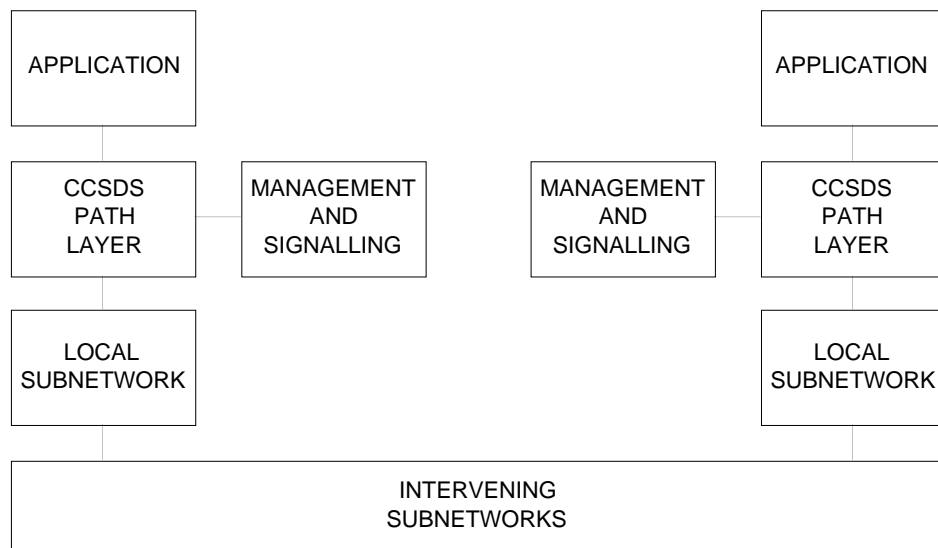 APPLICATION
APPLICATION
CCSDS
PATH
LAYER
MANAGEMENT
AND
SIGNALLING
MANAGEMENT
AND
SIGNALLING
CCSDS
PATH
LAYER
LOCAL
SUBNETWORK
LOCAL
SUBNETWORK
INTERVENING
SUBNETWORKS